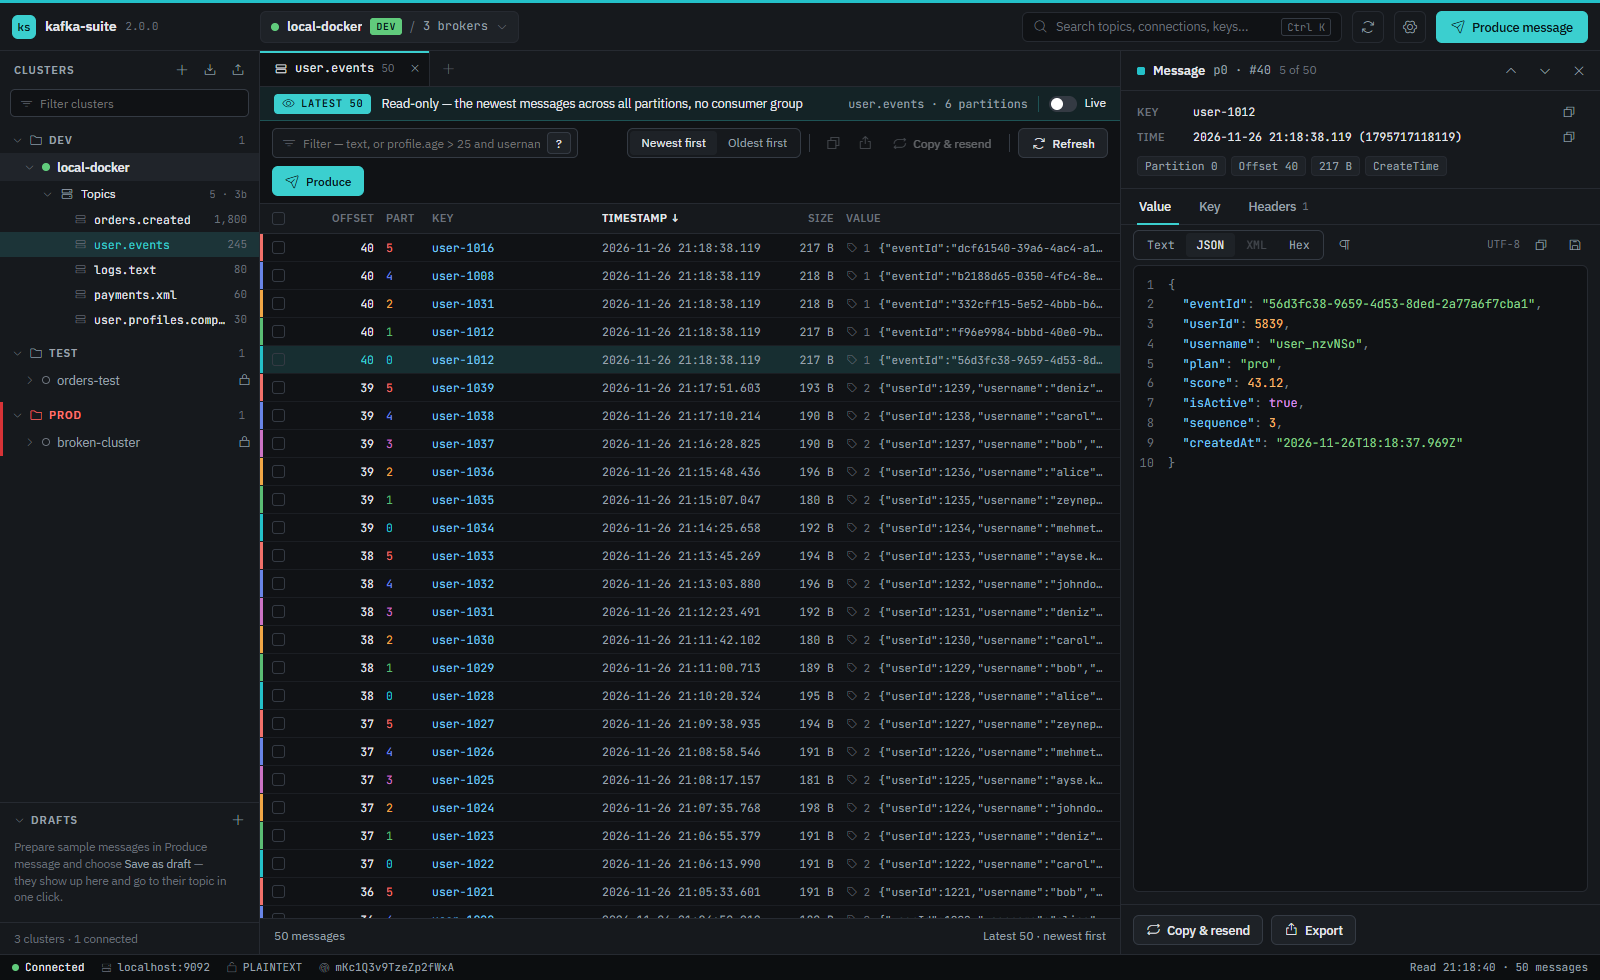 ks kafka-suite 2.0.0
local-docker DEV / 3 brokers
Search topics, connections, keys... Ctrl K
Produce message
CLUSTERS
Filter clusters
DEV 1
local-docker
Topics 5 · 3b
orders.created 1,800
user.events 245
logs.text 80
payments.xml 60
user.profiles.comp… 30
TEST 1
orders-test
PROD 1
broken-cluster
DRAFTS
Prepare sample messages in Produce
message and choose Save as draft —
they show up here and go to their topic in
one click.
3 clusters · 1 connected
user.events 50
LATEST 50 Read-only — the newest messages across all partitions, no consumer group user.events · 6 partitions Live
Filter — text, or profile.age > 25 and usernan ? Newest first Oldest first Copy & resend Refresh
Produce
OFFSET PART KEY TIMESTAMP ↓ SIZE VALUE
40 5 user-1016 2026-11-26 21:18:38.119 217 B 1 {"eventId":"dcf61540-39a6-4ac4-a1…
40 4 user-1008 2026-11-26 21:18:38.119 218 B 1 {"eventId":"b2188d65-0350-4fc4-8e…
40 2 user-1031 2026-11-26 21:18:38.119 218 B 1 {"eventId":"332cff15-5e52-4bbb-b6…
40 1 user-1012 2026-11-26 21:18:38.119 217 B 1 {"eventId":"f96e9984-bbbd-40e0-9b…
40 0 user-1012 2026-11-26 21:18:38.119 217 B 1 {"eventId":"56d3fc38-9659-4d53-8d…
39 5 user-1039 2026-11-26 21:17:51.603 193 B 2 {"userId":1239,"username":"deniz"…
39 4 user-1038 2026-11-26 21:17:10.214 190 B 2 {"userId":1238,"username":"carol"…
39 3 user-1037 2026-11-26 21:16:28.825 190 B 2 {"userId":1237,"username":"bob","…
39 2 user-1036 2026-11-26 21:15:48.436 196 B 2 {"userId":1236,"username":"alice"…
39 1 user-1035 2026-11-26 21:15:07.047 180 B 2 {"userId":1235,"username":"zeynep…
39 0 user-1034 2026-11-26 21:14:25.658 192 B 2 {"userId":1234,"username":"mehmet…
38 5 user-1033 2026-11-26 21:13:45.269 194 B 2 {"userId":1233,"username":"ayse.k…
38 4 user-1032 2026-11-26 21:13:03.880 196 B 2 {"userId":1232,"username":"johndo…
38 3 user-1031 2026-11-26 21:12:23.491 192 B 2 {"userId":1231,"username":"deniz"…
38 2 user-1030 2026-11-26 21:11:42.102 180 B 2 {"userId":1230,"username":"carol"…
38 1 user-1029 2026-11-26 21:11:00.713 189 B 2 {"userId":1229,"username":"bob","…
38 0 user-1028 2026-11-26 21:10:20.324 195 B 2 {"userId":1228,"username":"alice"…
37 5 user-1027 2026-11-26 21:09:38.935 194 B 2 {"userId":1227,"username":"zeynep…
37 4 user-1026 2026-11-26 21:08:58.546 191 B 2 {"userId":1226,"username":"mehmet…
37 3 user-1025 2026-11-26 21:08:17.157 181 B 2 {"userId":1225,"username":"ayse.k…
37 2 user-1024 2026-11-26 21:07:35.768 198 B 2 {"userId":1224,"username":"johndo…
37 1 user-1023 2026-11-26 21:06:55.379 191 B 2 {"userId":1223,"username":"deniz"…
37 0 user-1022 2026-11-26 21:06:13.990 191 B 2 {"userId":1222,"username":"carol"…
36 5 user-1021 2026-11-26 21:05:33.601 191 B 2 {"userId":1221,"username":"bob","…
50 messages Latest 50 · newest first
Message p0 · #40 5 of 50
KEY user-1012
TIME 2026-11-26 21:18:38.119 (1795717118119)
Partition 0 Offset 40 217 B CreateTime
Value Key Headers 1
Text JSON XML Hex UTF-8
1 {
2 "eventId": "56d3fc38-9659-4d53-8ded-2a77a6f7cba1",
3 "userId": 5839,
4 "username": "user_nzvNSo",
5 "plan": "pro",
6 "score": 43.12,
7 "isActive": true,
8 "sequence": 3,
9 "createdAt": "2026-11-26T18:18:37.969Z"
10 }
Copy & resend Export
Connected localhost:9092 PLAINTEXT mKc1Q3v9TzeZp2fWxA Read 21:18:40 · 50 messages